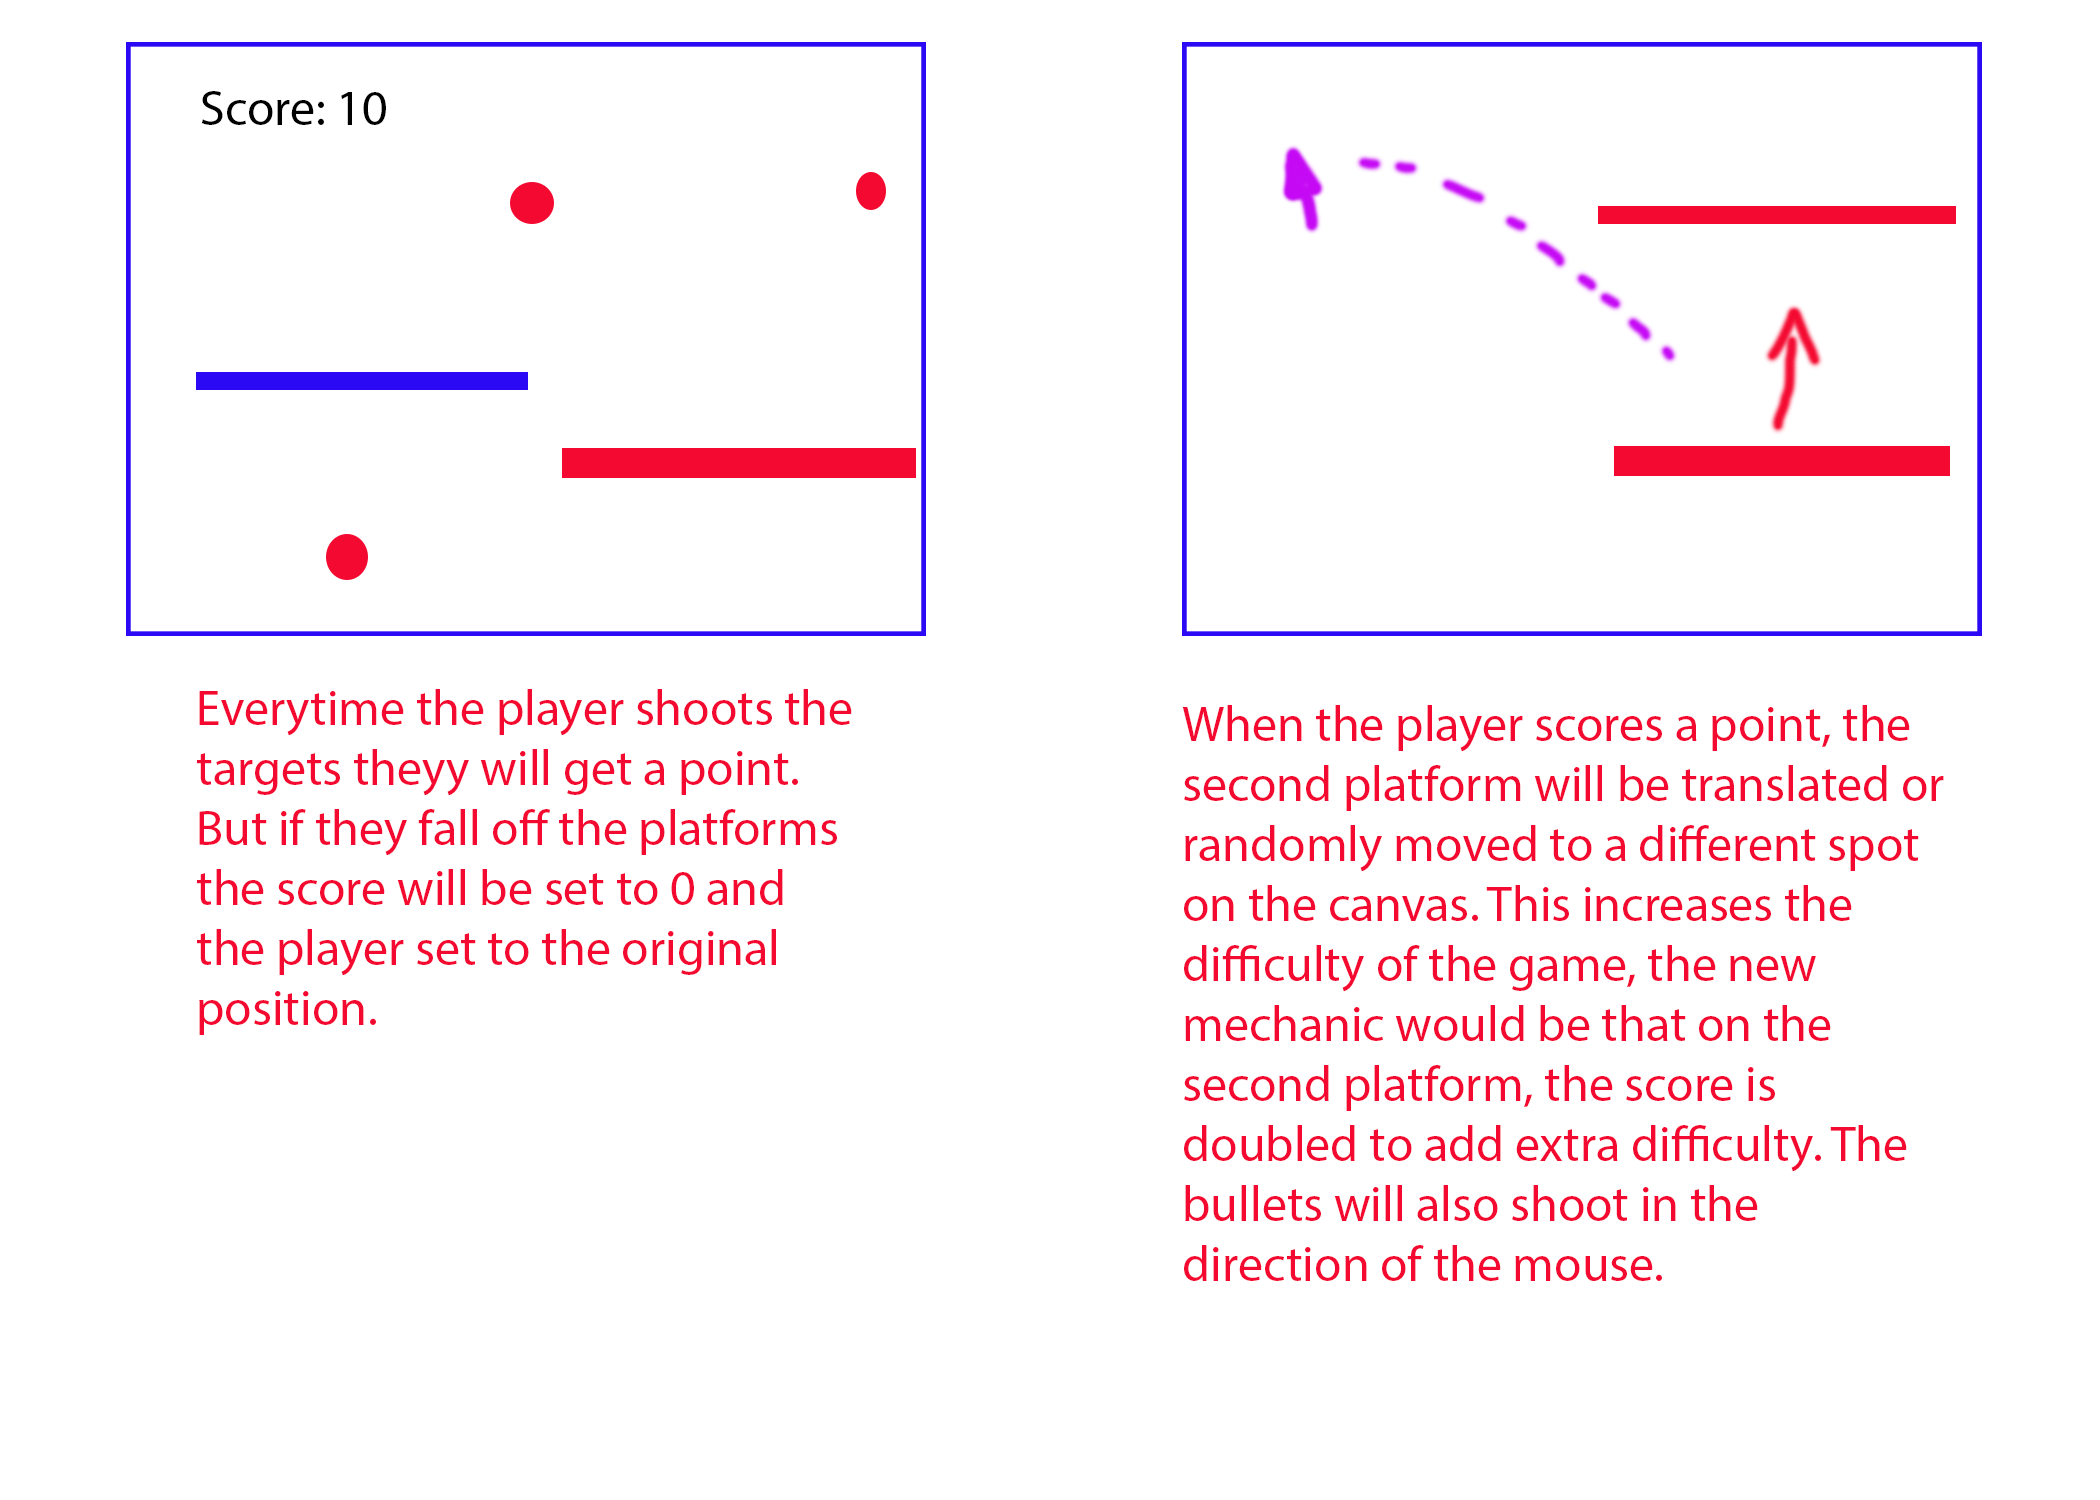 Score: 10
Everytime the player shoots the
targets theyy will get a point.
But if they fall off the platforms
the score will be set to 0 and
the player set to the original
position.
When the player scores a point, the
second platform will be translated or
randomly moved to a different spot
on the canvas. This increases the
difficulty of the game, the new
mechanic would be that on the
second platform, the score is
doubled to add extra difficulty. The
bullets will also shoot in the
direction of the mouse.